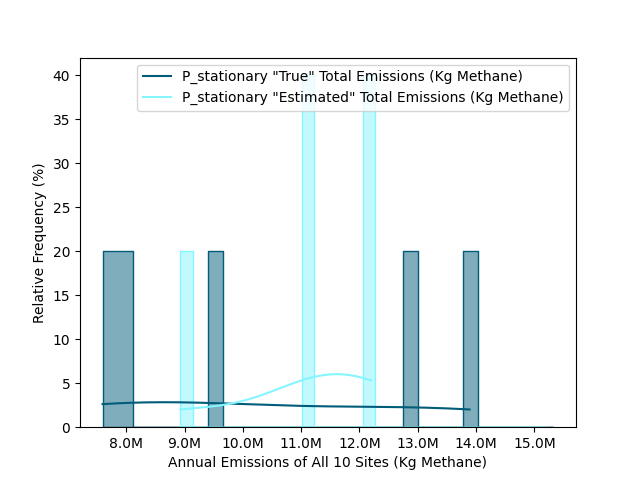 P_stationary "True" Total Emissions (Kg Methane)
P_stationary "Estimated" Total Emissions (Kg Methane)
40
35
30
25
20
15
10
5
0
Relative Frequency (%)
8.0M 9.0M 10.0M 11.0M 12.0M 13.0M 14.0M 15.0M
Annual Emissions of All 10 Sites (Kg Methane)